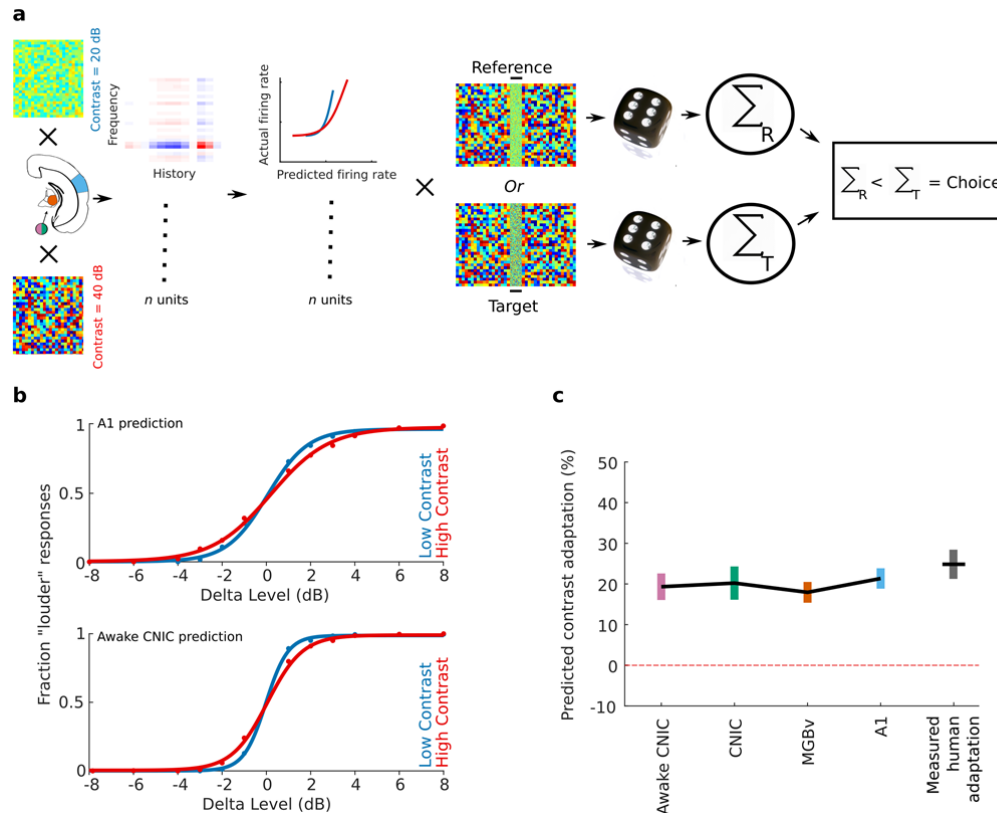 a
Contrast = 20 dB
Contrast = 40 dB
Frequency
History
n units
Actual firing rate
Predicted firing rate
n units
Reference
Or
Target
∑R
∑T
∑R < ∑T = Choice
b
A1 prediction
Fraction "louder" responses
1
0.5
0
-8 -6 -4 -2 0 2 4 6 8
Delta Level (dB)
Low Contrast
High Contrast
Awake CNIC prediction
1
0.5
0
-8 -6 -4 -2 0 2 4 6 8
Delta Level (dB)
Low Contrast
High Contrast
c
Predicted contrast adaptation (%)
50
40
30
20
10
0
-10
Awake CNIC
CNIC
MGBv
A1
Measured
human
adaptation